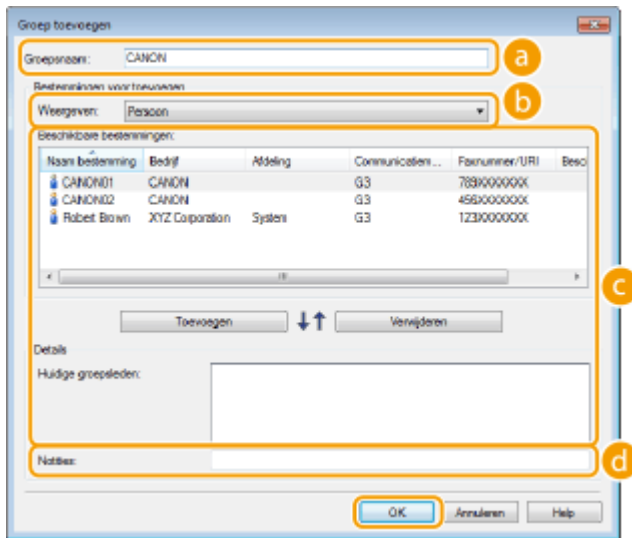 Groep toevoegen
Groepsnaam: CANON a
Bestemmingen voor toevoegen
Weergeven: Persoon b
Beschikbare bestemmingen:
Naam bestemming Bedrijf Afdeling Communicatiem... Faxnummer/URI Besc
CANON01 CANON G3 789XXXXXXX
CANON02 CANON G3 456XXXXXXX
Robert Brown XYZ Corporation System G3 123XXXXXXX
c
Toevoegen Verwijderen
Details
Huidige groepsleden:
Notities: d
OK Annuleren Help